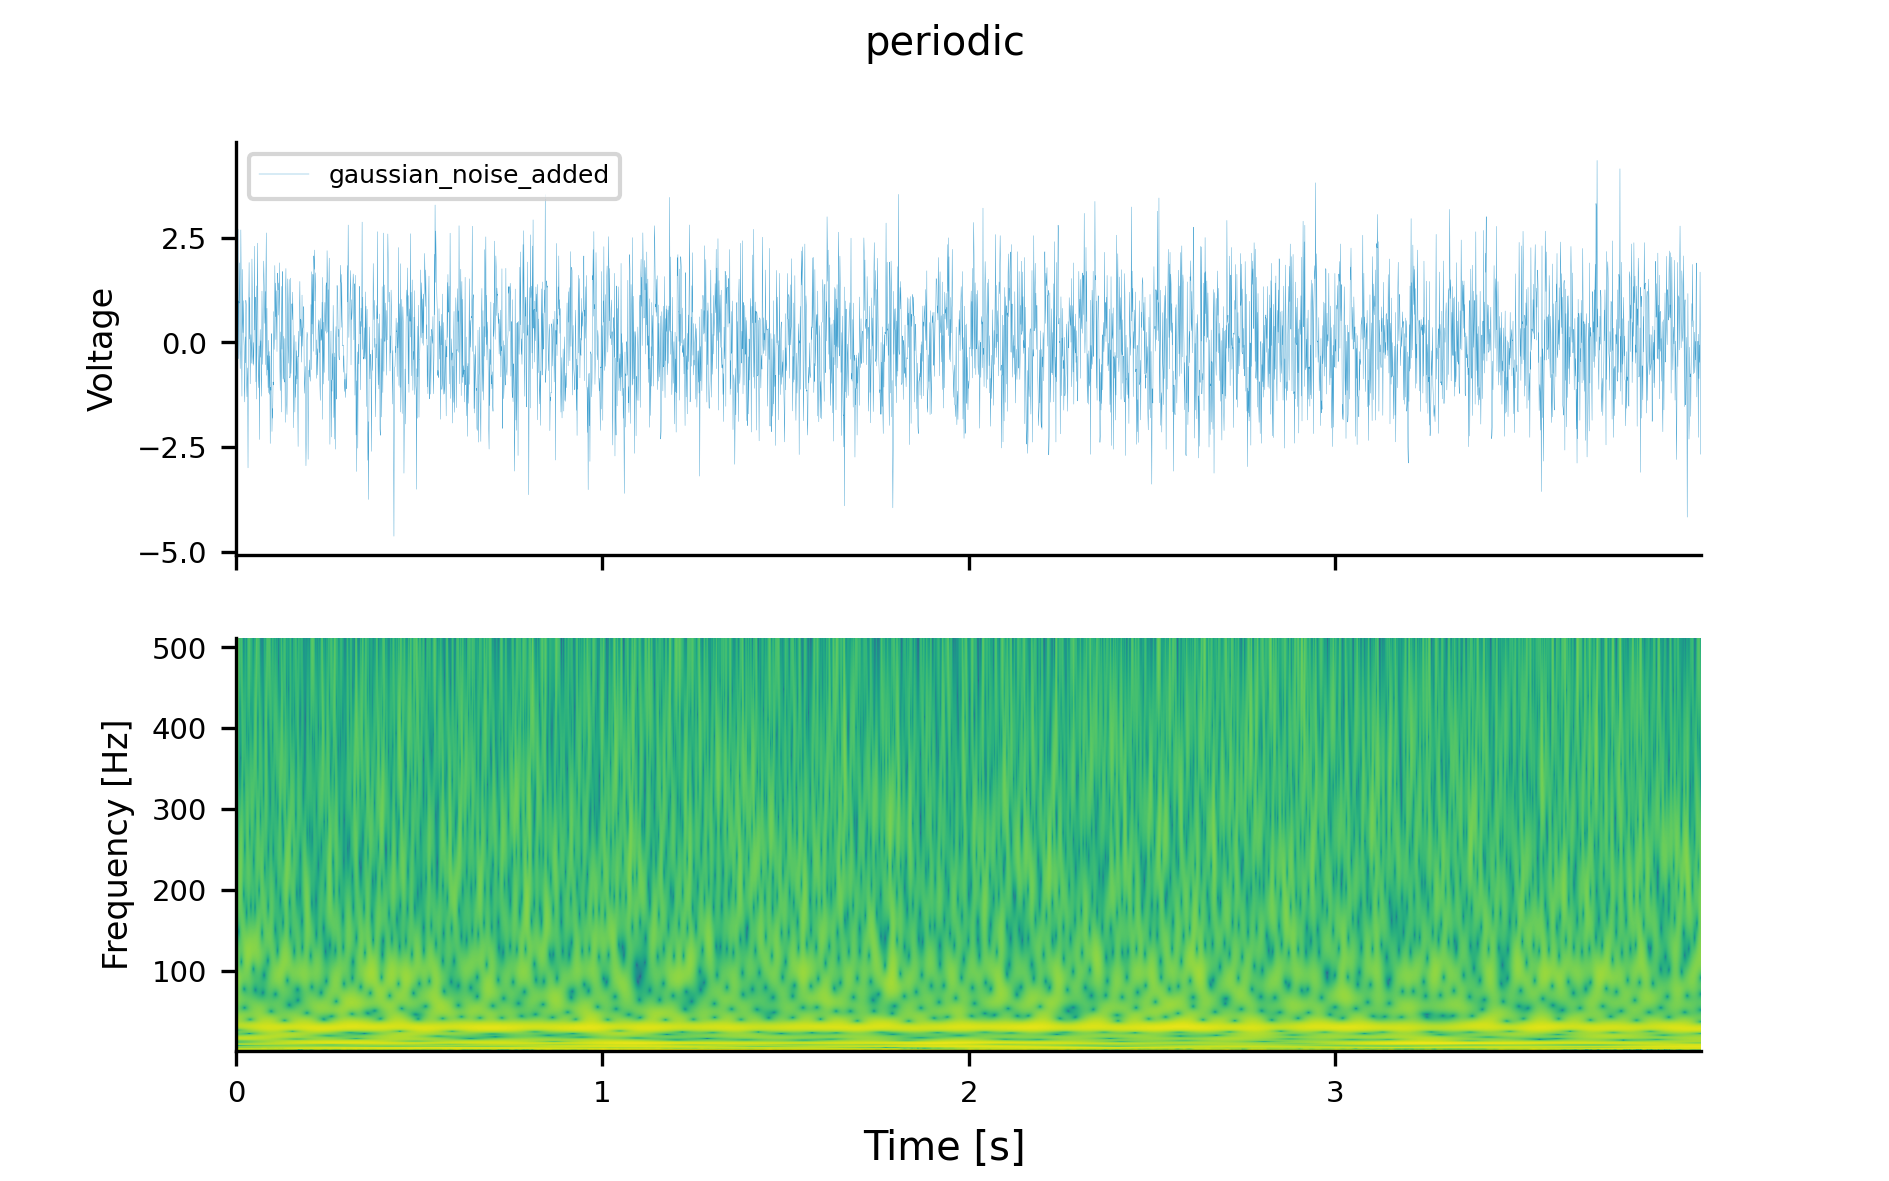 periodic
gaussian_noise_added
Voltage
2.5
0.0
−2.5
−5.0
Frequency [Hz]
500
400
300
200
100
0 1 2 3
Time [s]